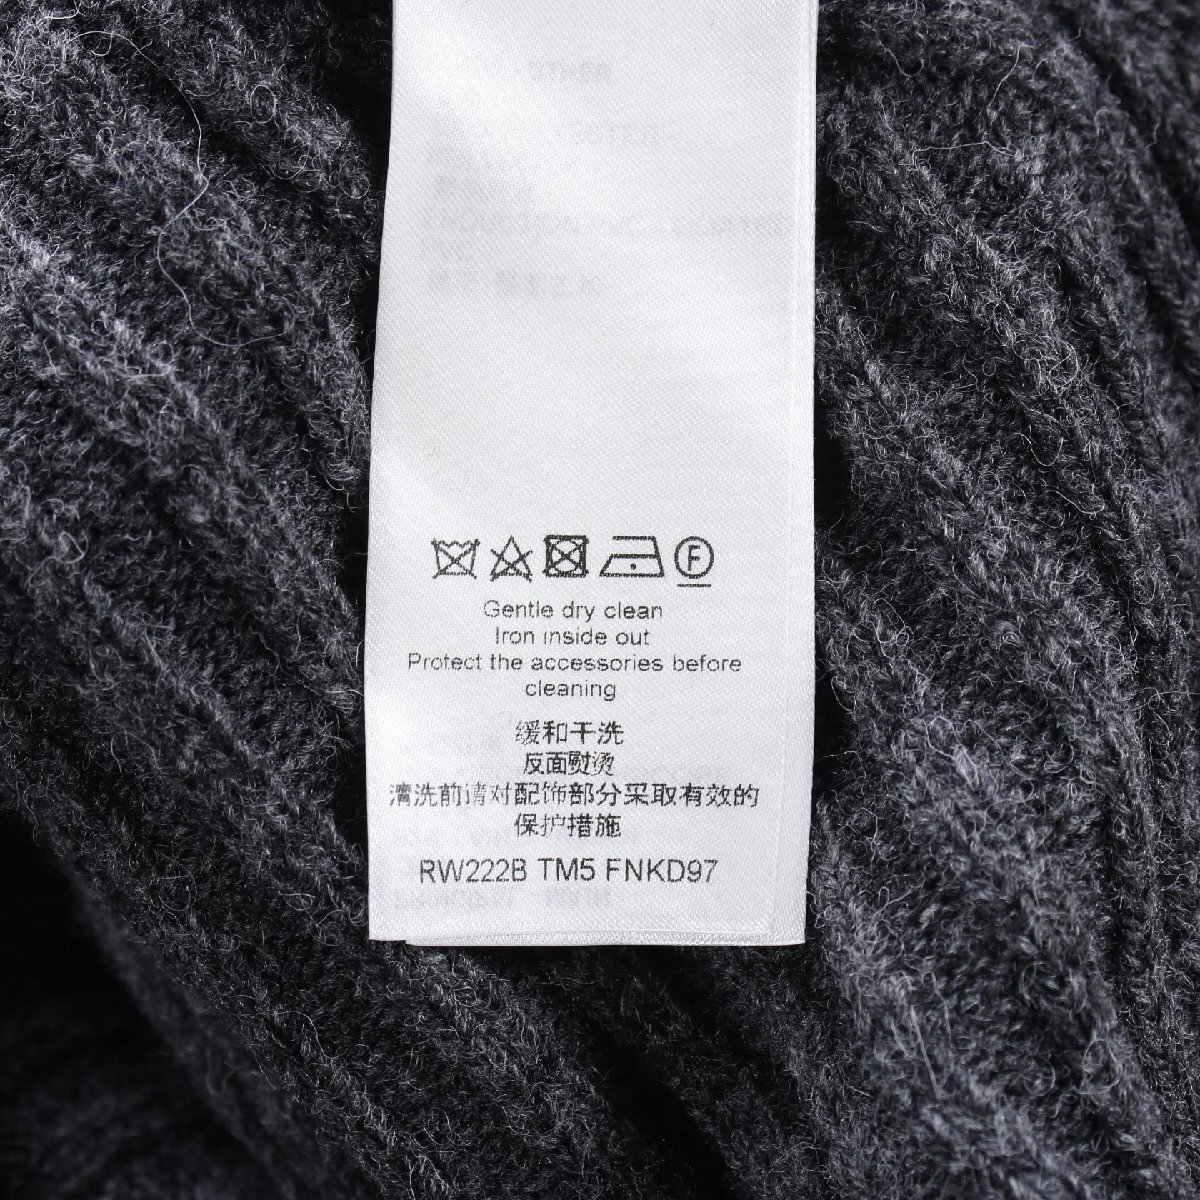 F
Gentle dry clean
Iron inside out
Protect the accessories before
cleaning
缓和干洗
反面熨烫
清洗前请对配饰部分采取有效的
保护措施
RW222B TM5 FNKD97